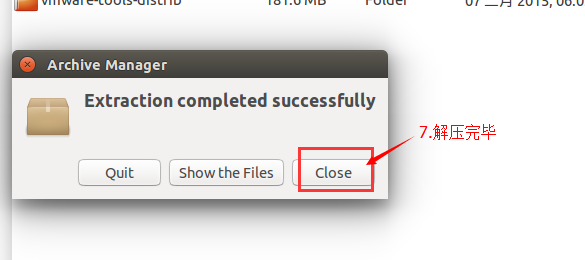 vmware-tools-distrib 181.6 MB Folder 07 二月 2015, 06:0
Archive Manager
Extraction completed successfully
7.解压完毕
Quit Show the Files Close